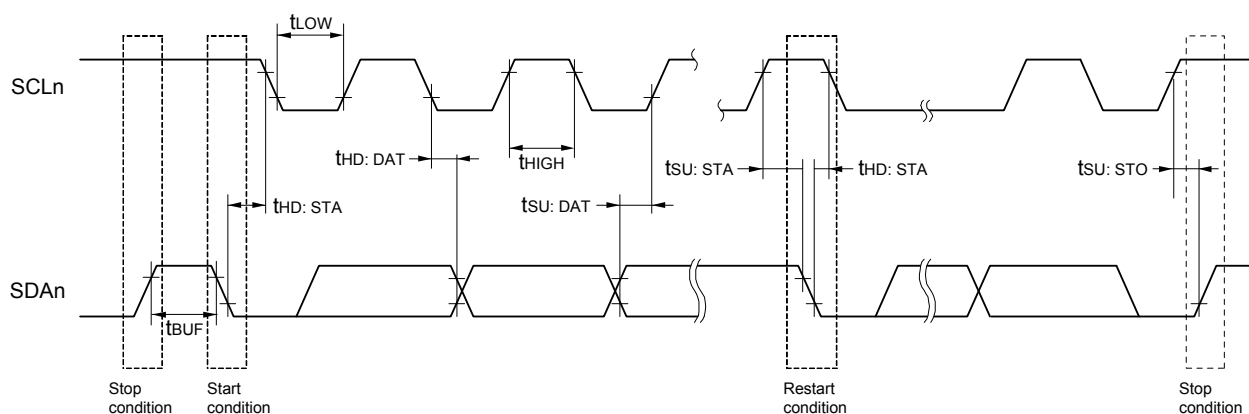 tLOW
SCLn
tHD: DAT
tHIGH
tSU: STA
tHD: STA
tSU: STO
tHD: STA
tSU: DAT
SDAn
tBUF
Stop
condition
Start
condition
Restart
condition
Stop
condition